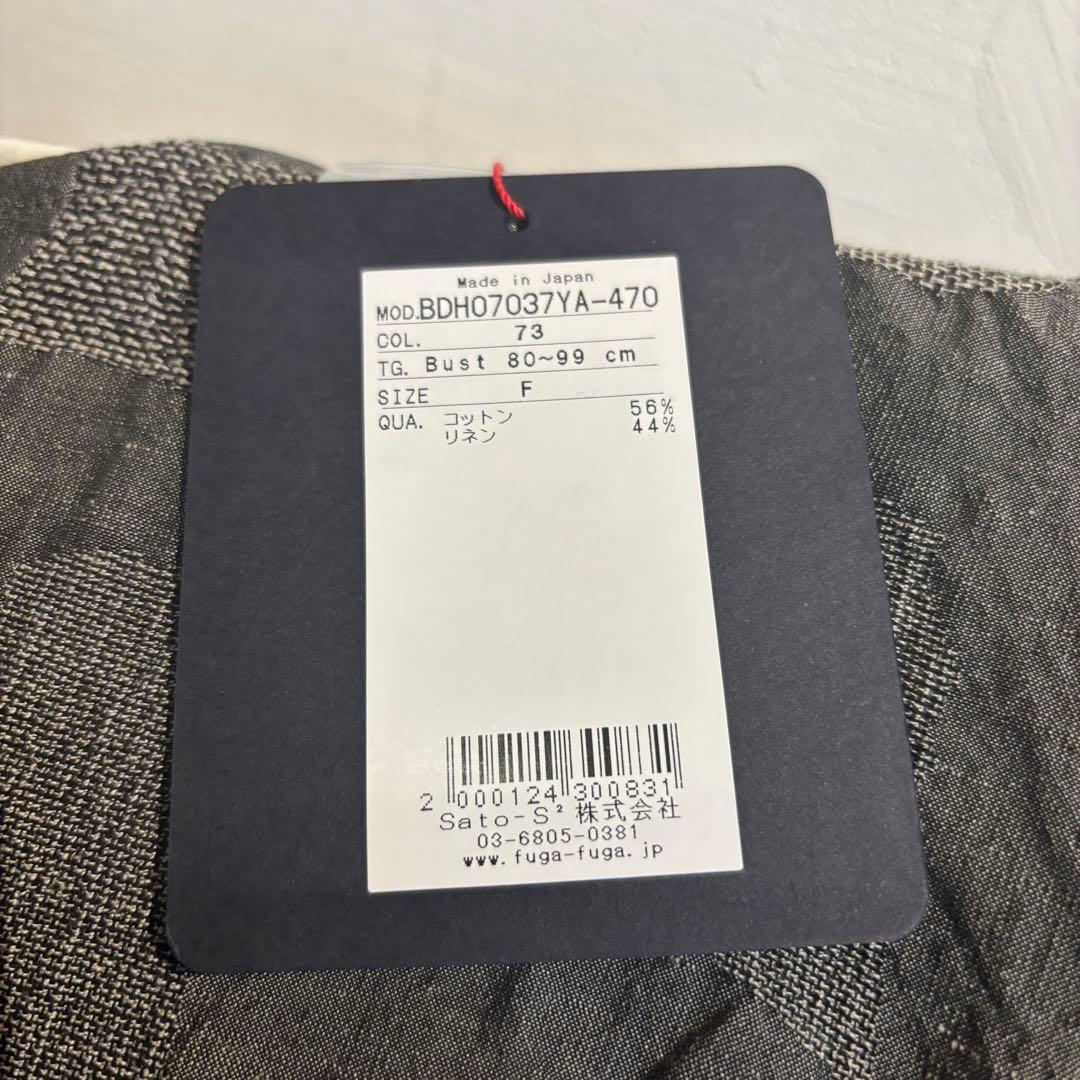 Made in Japan
MOD.BDH07037YA-470
COL. 73
TG. Bust 80~99 cm
SIZE F
QUA. コットン 56%
リネン 44%
2 000124 300831
Sato-S² 株式会社
03-6805-0381
www.fuga-fuga.jp